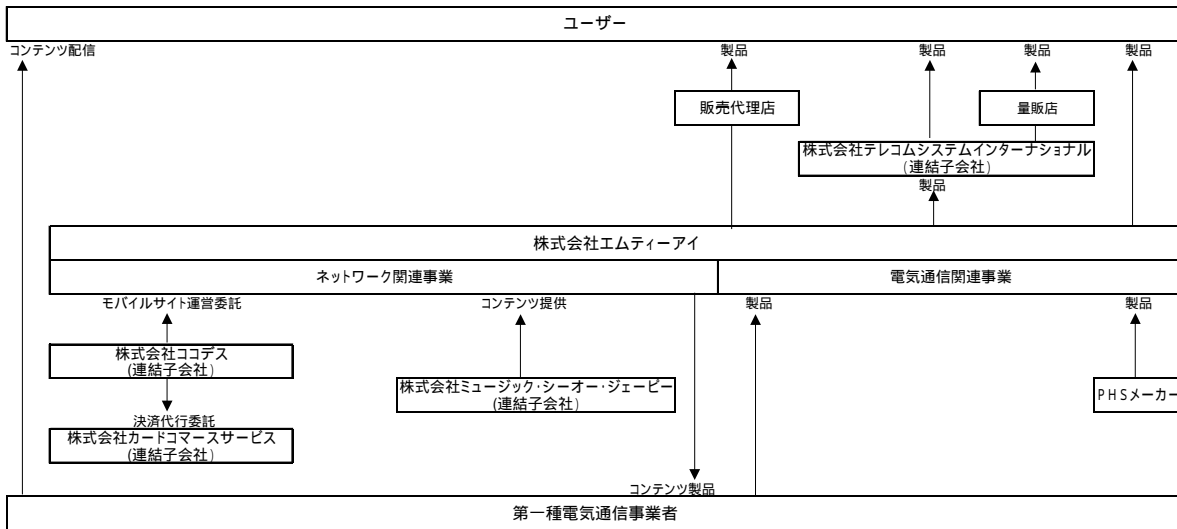 ユーザー
コンテンツ配信
製品
製品
製品
製品
販売代理店
量販店
株式会社テレコムシステムインターナショナル
(連結子会社)
製品
株式会社エムティーアイ
ネットワーク関連事業
電気通信関連事業
モバイルサイト運営委託
コンテンツ提供
製品
製品
株式会社ココデス
(連結子会社)
株式会社ミュージック・シーオー・ジェーピー
(連結子会社)
PHSメーカー
決済代行委託
株式会社カードコマースサービス
(連結子会社)
コンテンツ製品
第一種電気通信事業者